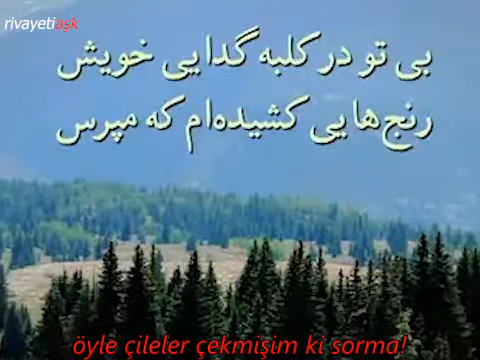 rivayetiaşk
بی تو در کلبه گدایی خویش
رنج‌هایی کشیده‌ام که مپرس
öyle çileler çekmişim ki sorma!